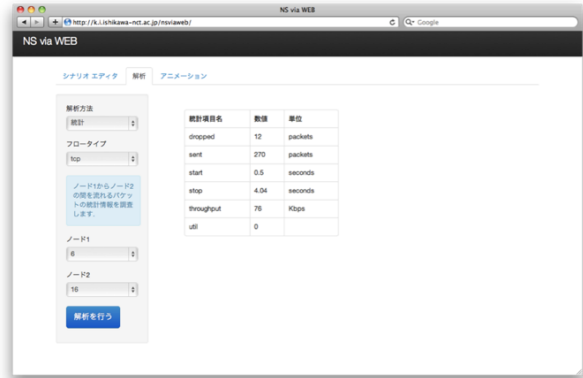 NS via WEB
http://k.i.ishikawa-nct.ac.jp/nsviaweb/
Google
NS via WEB
シナリオ エディタ 解析 アニメーション
解析方法
統計
フロータイプ
tcp
ノード1からノード2
の間を流れるパケッ
トの統計情報を調査
します.
ノード1
6
ノード2
16
解析を行う
統計項目名 数値 単位
dropped 12 packets
sent 270 packets
start 0.5 seconds
stop 4.04 seconds
throughput 76 Kbps
util 0